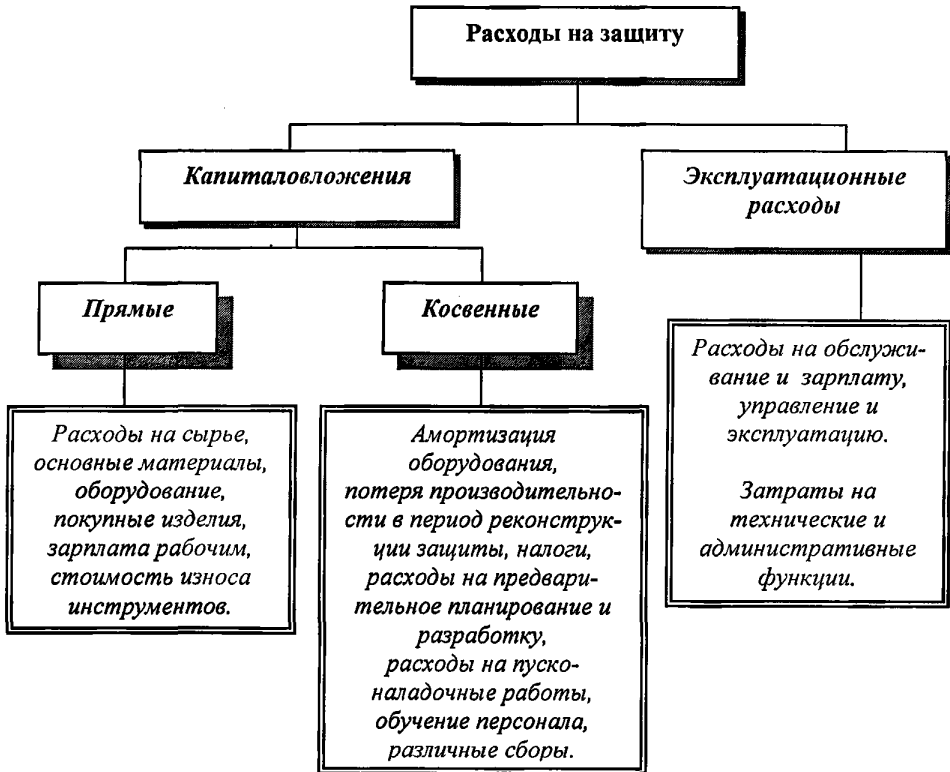 Расходы на защиту
Капиталовложения
Эксплуатационные
расходы
Прямые
Косвенные
Расходы на сырье,
основные материалы,
оборудование,
покупные изделия,
зарплата рабочим,
стоимость износа
инструментов.
Амортизация
оборудования,
потеря производительно-
сти в период реконструк-
ции защиты, налоги,
расходы на предвари-
тельное планирование и
разработку,
расходы на пуско-
наладочные работы,
обучение персонала,
различные сборы.
Расходы на обслужи-
вание и зарплату,
управление и
эксплуатацию.
Затраты на
технические и
административные
функции.